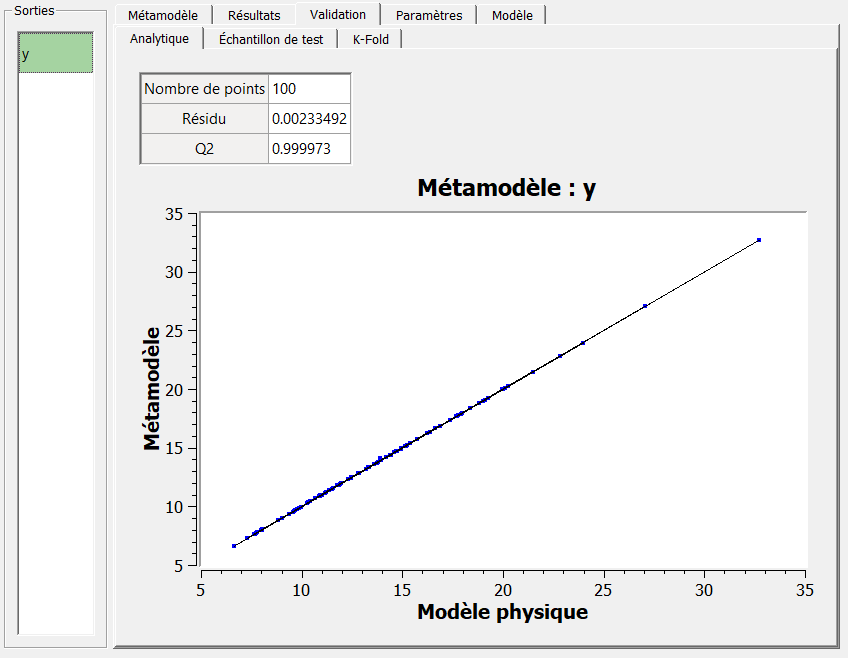 Sorties
y
Métamodèle Résultats Validation Paramètres Modèle
Analytique Échantillon de test K-Fold
Nombre de points 100
Résidu 0.00233492
Q2 0.999973
Métamodèle : y
35
30
25
20
15
10
5
Métamodèle
5 10 15 20 25 30 35
Modèle physique